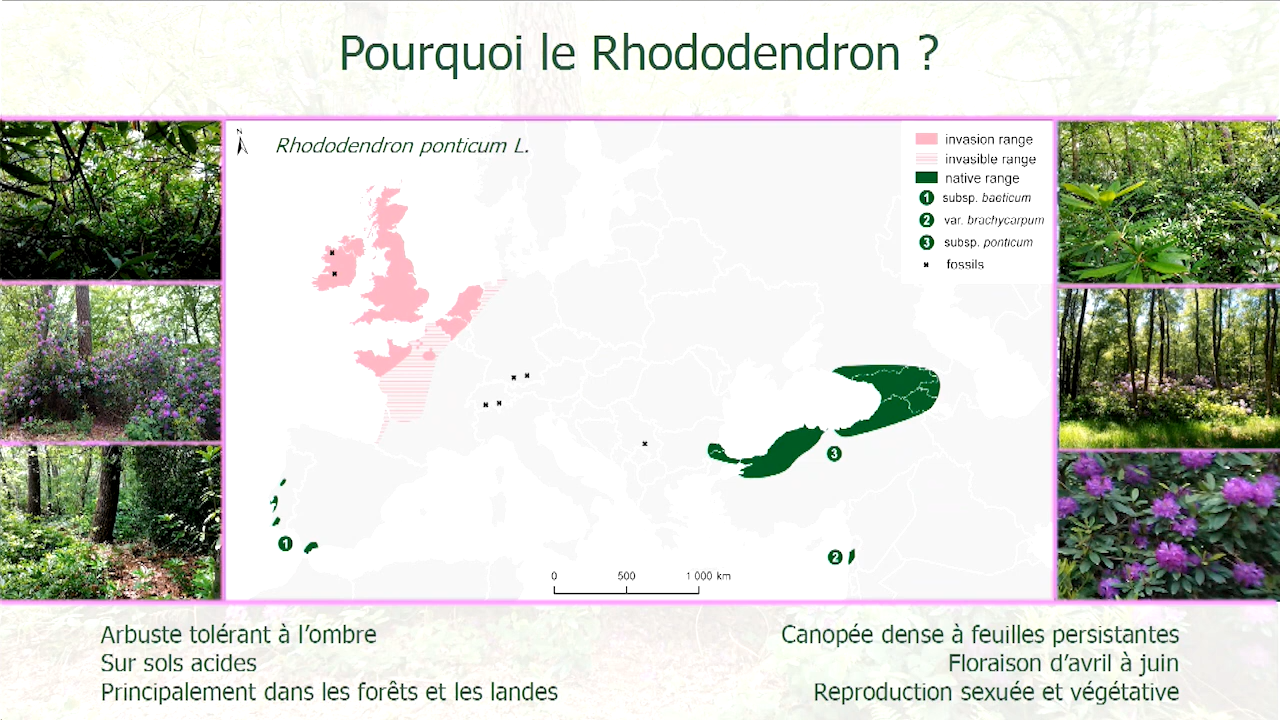 Pourquoi le Rhododendron ?
N
Rhododendron ponticum L.
invasion range
invasible range
native range
1 subsp. baeticum
2 var. brachycarpum
3 subsp. ponticum
fossils
3
1
2
0 500 1 000 km
Arbuste tolérant à l’ombre
Sur sols acides
Principalement dans les forêts et les landes
Canopée dense à feuilles persistantes
Floraison d’avril à juin
Reproduction sexuée et végétative